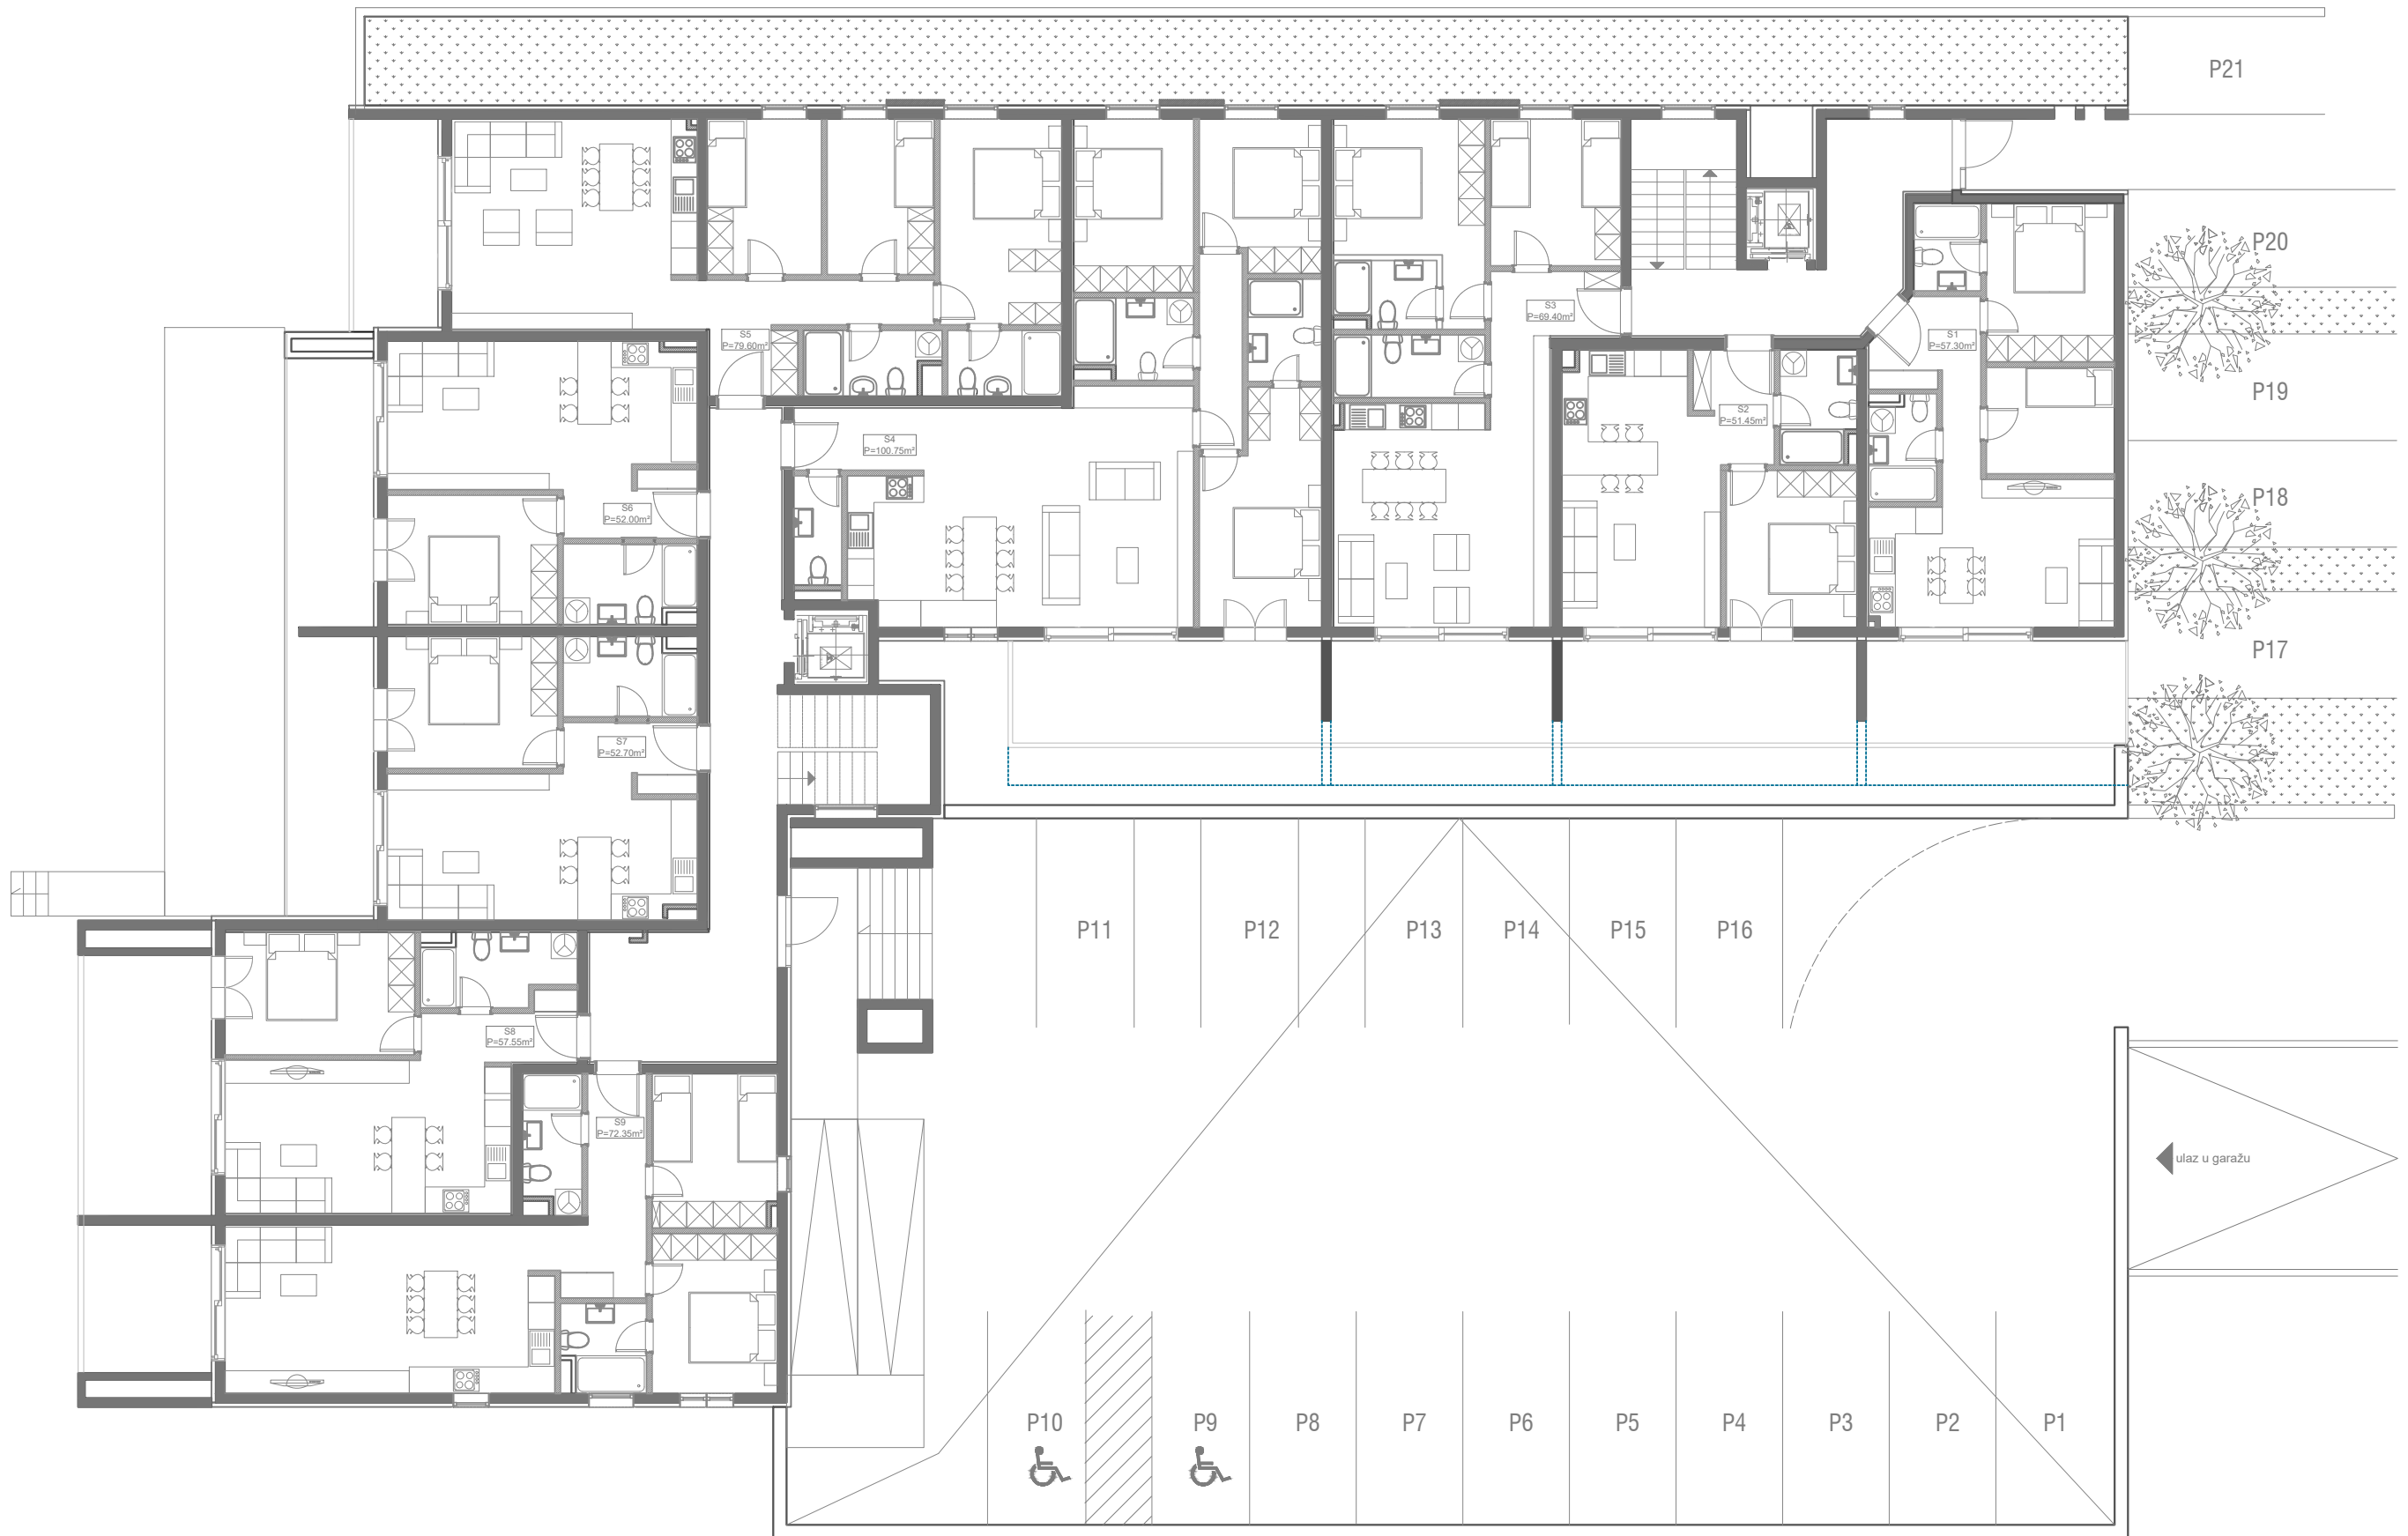 P21
P20
S5
P=79.60m²
S3
P=69.40m²
S1
P=57.30m²
P19
S4
P=100.75m²
S2
P=51.45m²
S6
P=52.00m²
P18
P17
S7
P=52.70m²
P11
P12
P13
P14
P15
P16
S8
P=57.55m²
S9
P=72.35m²
ulaz u garažu
P10
P9
P8
P7
P6
P5
P4
P3
P2
P1